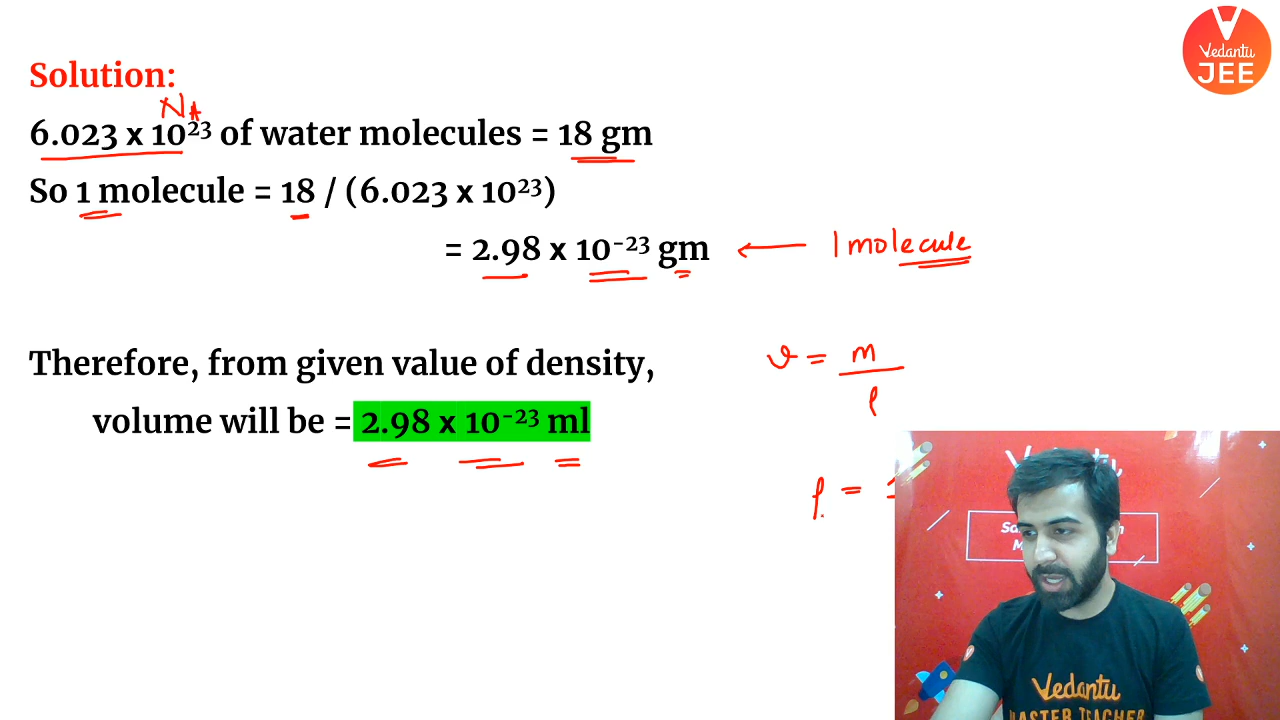 Vedantu
JEE
Solution:
NA
6.023 x 10²³ of water molecules = 18 gm
So 1 molecule = 18 / (6.023 x 10²³)
= 2.98 x 10⁻²³ gm
1 molecule
Therefore, from given value of density,
v = m / ρ
volume will be = 2.98 x 10⁻²³ ml
ρ =
Vedantu
MASTER TEACHER